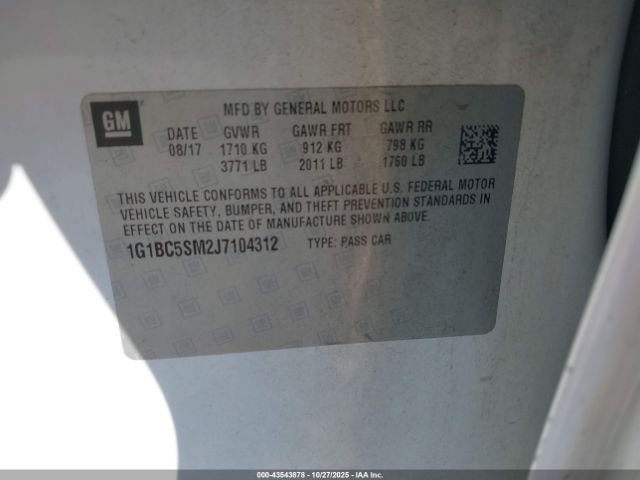 GM
MFD BY GENERAL MOTORS LLC
DATE GVWR GAWR FRT GAWR RR
08/17 1710 KG 912 KG 798 KG
3771 LB 2011 LB 1760 LB
THIS VEHICLE CONFORMS TO ALL APPLICABLE U.S. FEDERAL MOTOR
VEHICLE SAFETY, BUMPER, AND THEFT PREVENTION STANDARDS IN
EFFECT ON THE DATE OF MANUFACTURE SHOWN ABOVE.
1G1BC5SM2J7104312 TYPE: PASS CAR
000-43543878 | 10/27/2025 | © IAA, Inc.